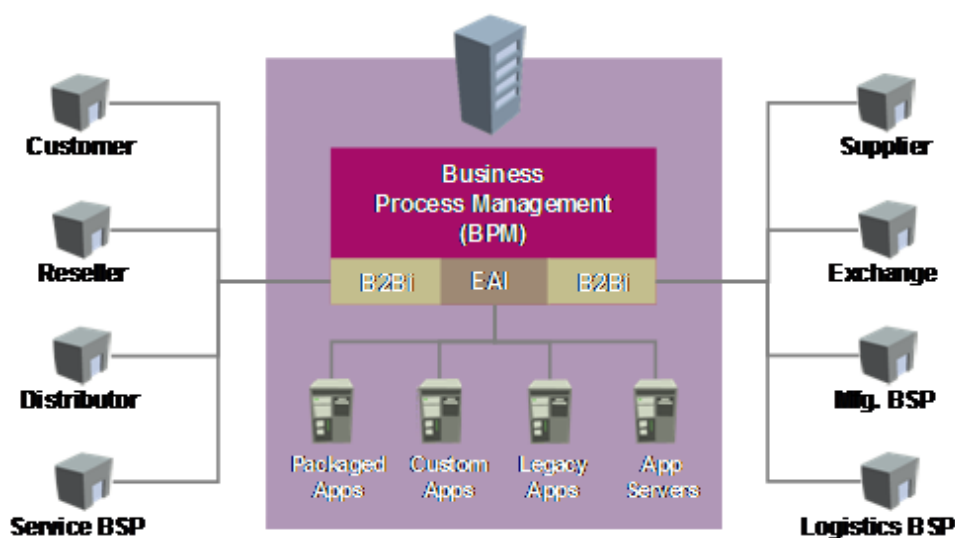 Customer
Reseller
Distributor
Service BSP
Business
Process Management
(BPM)
B2Bi
EAI
B2Bi
Packaged
Apps
Custom
Apps
Legacy
Apps
App
Servers
Supplier
Exchange
Mfg. BSP
Logistics BSP